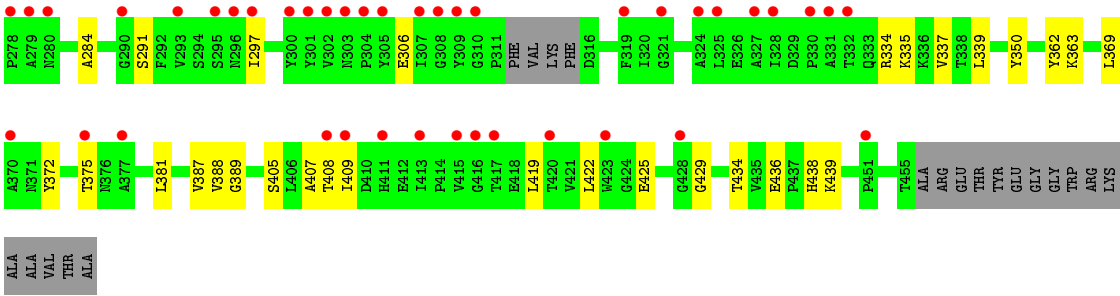 P278 A279 N280 A284 G290 S291 F292 V293 S294 S295 N296 I297 Y300 Y301 V302 N303 P304 Y305 E306 I307 G308 Y309 G310 P311 PHE VAL LYS PHE D316 F319 I320 G321 A324 L325 E326 A327 I328 D329 P330 A331 T332 Q333 R334 K335 K336 V337 T338 L339 Y350 Y362 K363 L369
A370 N371 Y372 T375 N376 A377 L381 V387 V388 G389 S405 L406 A407 T408 I409 D410 H411 E412 I413 P414 V415 G416 T417 E418 L419 T420 V421 L422 W423 G424 E425 G428 G429 T434 V435 E436 P437 H438 K439 P451 T455 ALA ARG GLU THR TYR GLU GLY GLY TRP ARG LYS
ALA ALA VAL THR ALA